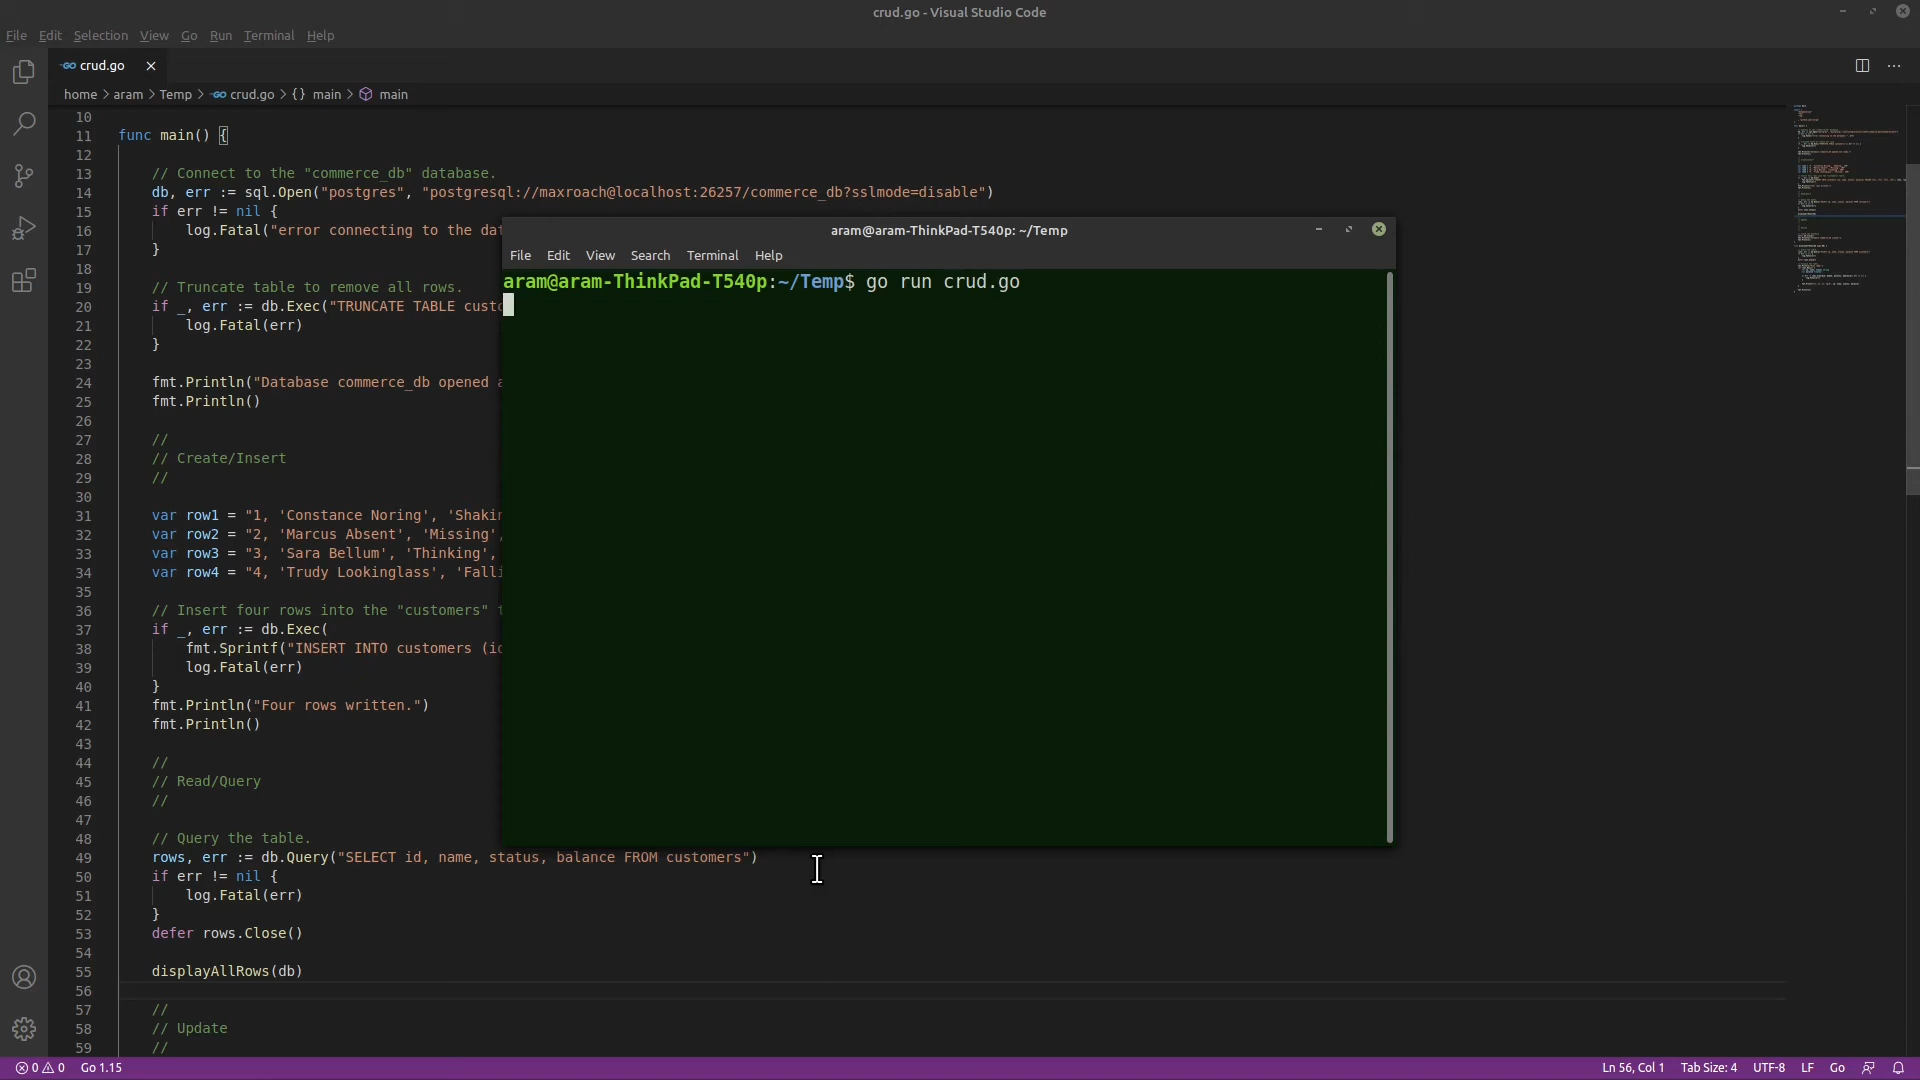 crud.go - Visual Studio Code
File Edit Selection View Go Run Terminal Help
crud.go
home > aram > Temp > crud.go > {} main > main
10
11 func main() {
12
13 // Connect to the "commerce_db" database.
14 db, err := sql.Open("postgres", "postgresql://maxroach@localhost:26257/commerce_db?sslmode=disable")
15 if err != nil {
16 log.Fatal("error connecting to the dat
17 }
18
19 // Truncate table to remove all rows.
20 if _, err := db.Exec("TRUNCATE TABLE custo
21 log.Fatal(err)
22 }
23
24 fmt.Println("Database commerce_db opened a
25 fmt.Println()
26
27 //
28 // Create/Insert
29 //
30
31 var row1 = "1, 'Constance Noring', 'Shakin
32 var row2 = "2, 'Marcus Absent', 'Missing',
33 var row3 = "3, 'Sara Bellum', 'Thinking',
34 var row4 = "4, 'Trudy Lookinglass', 'Falli
35
36 // Insert four rows into the "customers" t
37 if _, err := db.Exec(
38 fmt.Sprintf("INSERT INTO customers (id
39 log.Fatal(err)
40 }
41 fmt.Println("Four rows written.")
42 fmt.Println()
43
44 //
45 // Read/Query
46 //
47
48 // Query the table.
49 rows, err := db.Query("SELECT id, name, status, balance FROM customers")
50 if err != nil {
51 log.Fatal(err)
52 }
53 defer rows.Close()
54
55 displayAllRows(db)
56
57 //
58 // Update
59 //
aram@aram-ThinkPad-T540p: ~/Temp
File Edit View Search Terminal Help
aram@aram-ThinkPad-T540p:~/Temp$ go run crud.go
0 0 Go 1.15
Ln 56, Col 1 Tab Size: 4 UTF-8 LF Go